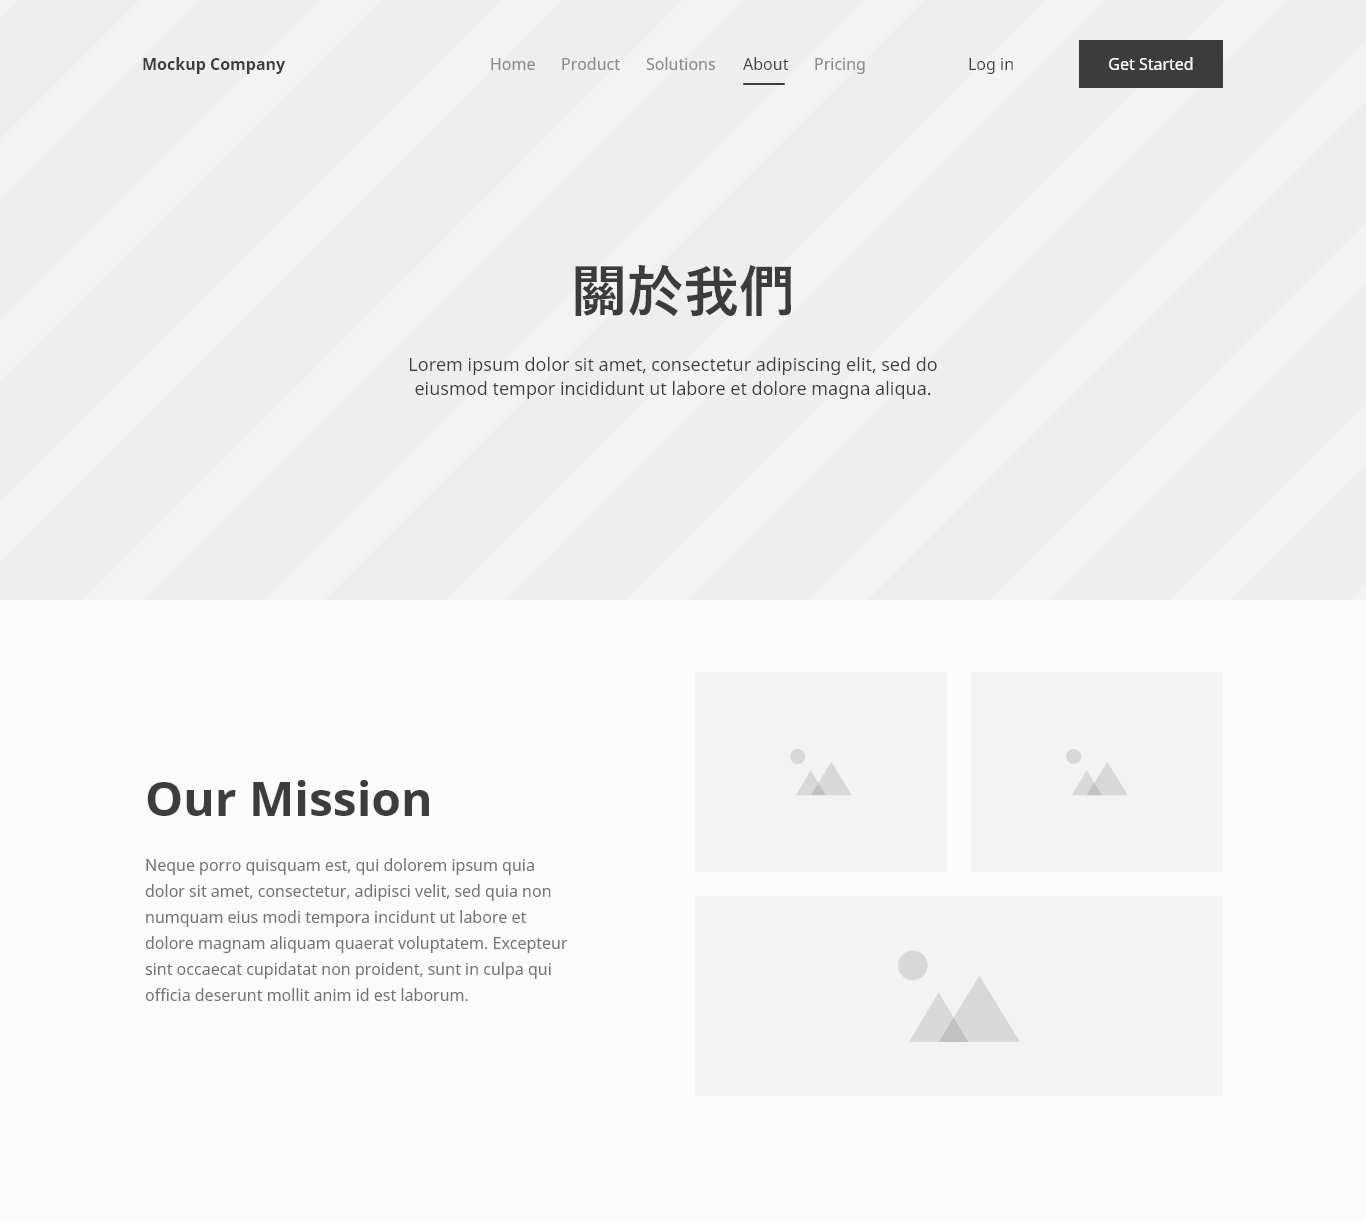 Mockup Company
Home Product Solutions About Pricing Log in Get Started
關於我們
Lorem ipsum dolor sit amet, consectetur adipiscing elit, sed do
eiusmod tempor incididunt ut labore et dolore magna aliqua.
Our Mission
Neque porro quisquam est, qui dolorem ipsum quia
dolor sit amet, consectetur, adipisci velit, sed quia non
numquam eius modi tempora incidunt ut labore et
dolore magnam aliquam quaerat voluptatem. Excepteur
sint occaecat cupidatat non proident, sunt in culpa qui
officia deserunt mollit anim id est laborum.